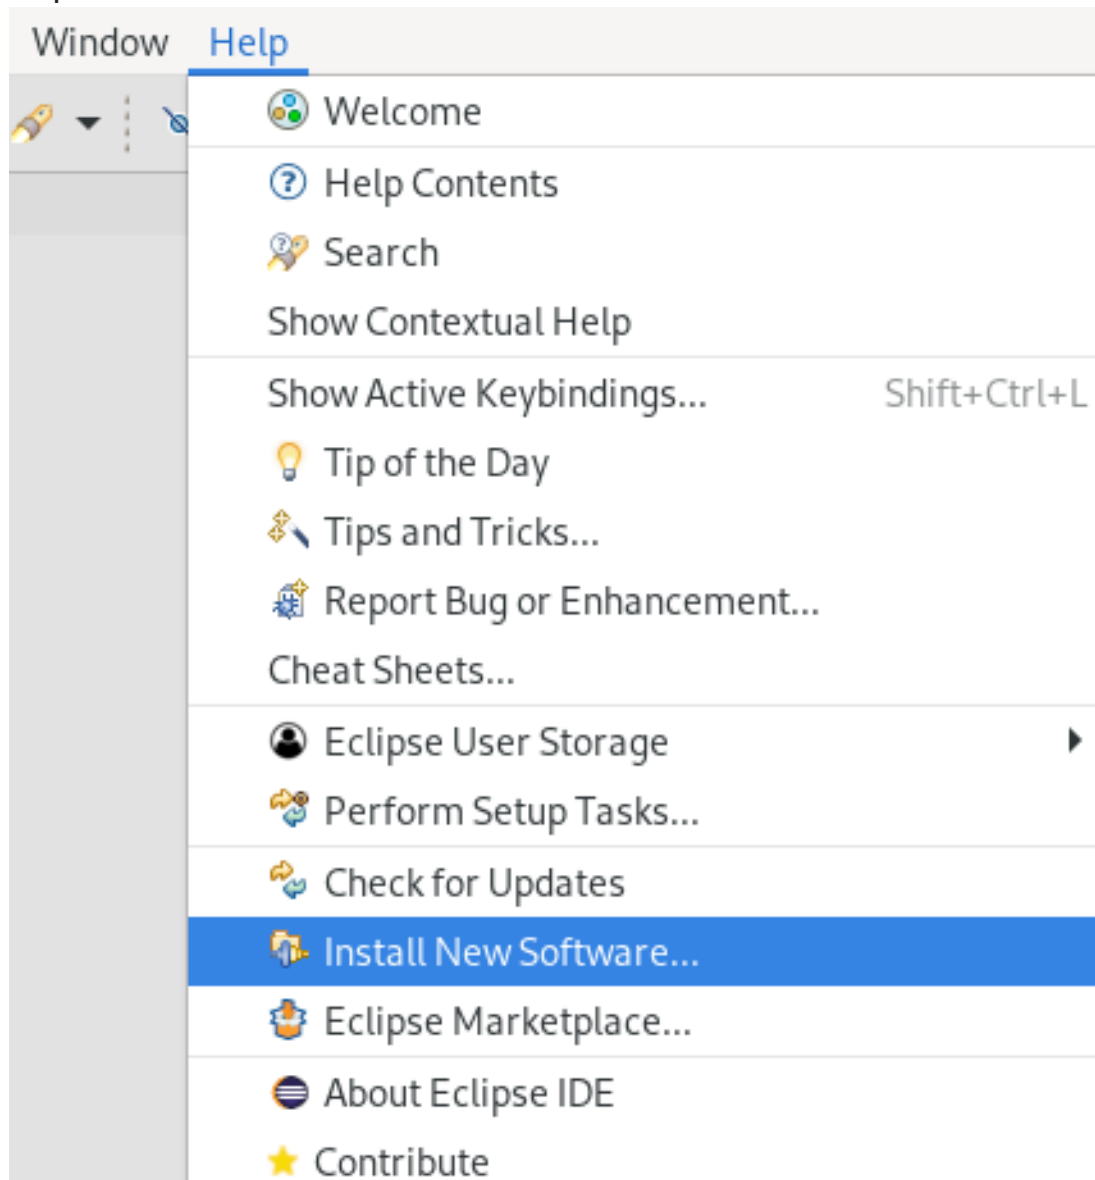 Window Help
Welcome
Help Contents
Search
Show Contextual Help
Show Active Keybindings... Shift+Ctrl+L
Tip of the Day
Tips and Tricks...
Report Bug or Enhancement...
Cheat Sheets...
Eclipse User Storage
Perform Setup Tasks...
Check for Updates
Install New Software...
Eclipse Marketplace...
About Eclipse IDE
Contribute